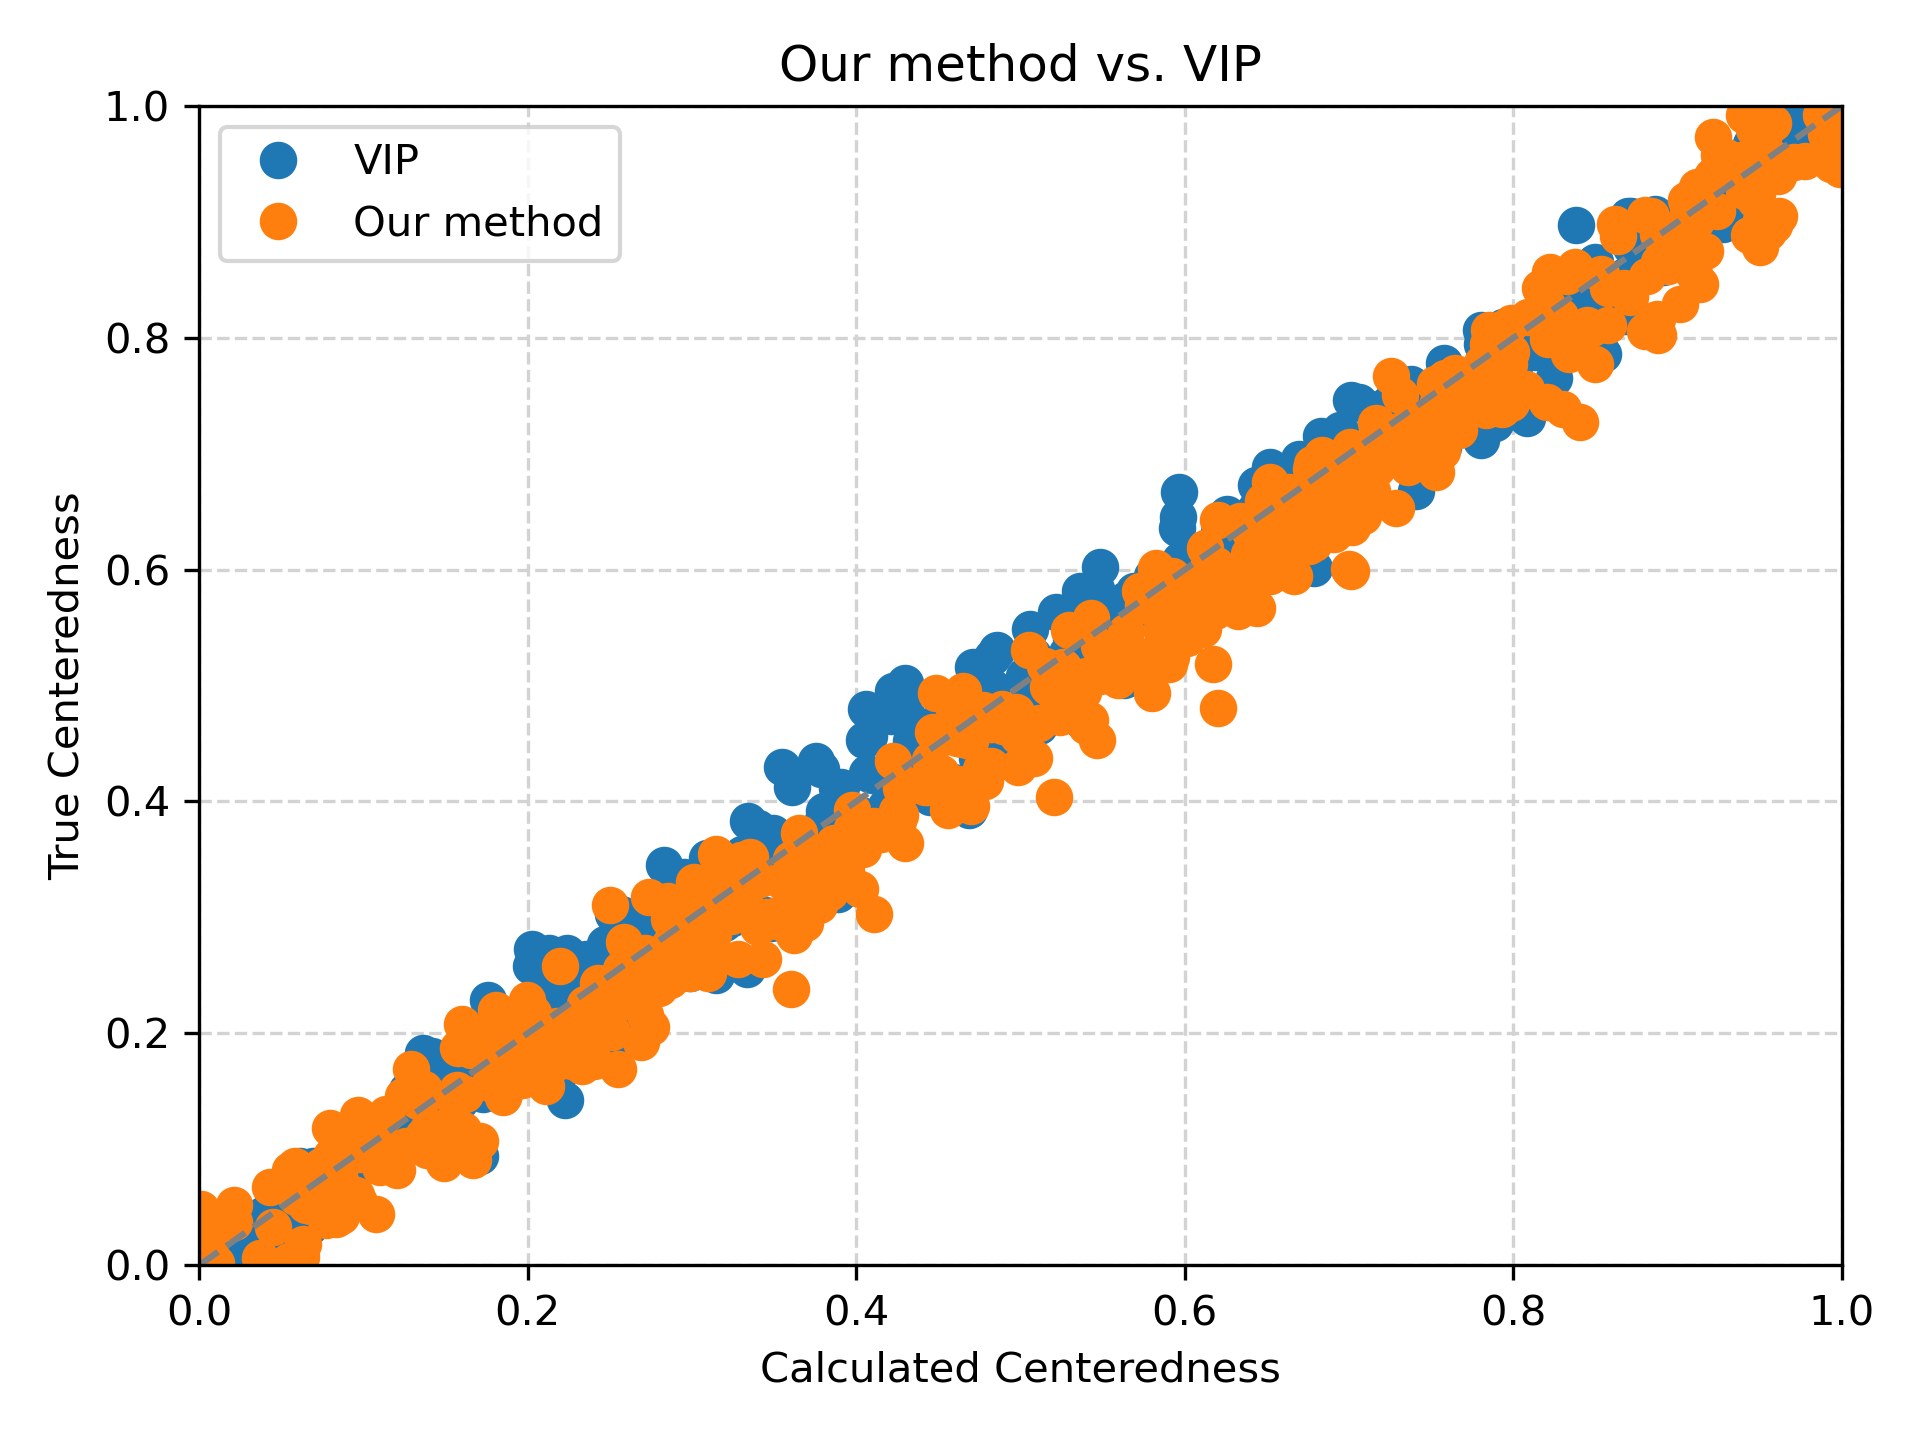 Our method vs. VIP
VIP
Our method
1.0
0.8
0.6
0.4
0.2
0.0
True Centeredness
0.0 0.2 0.4 0.6 0.8 1.0
Calculated Centeredness